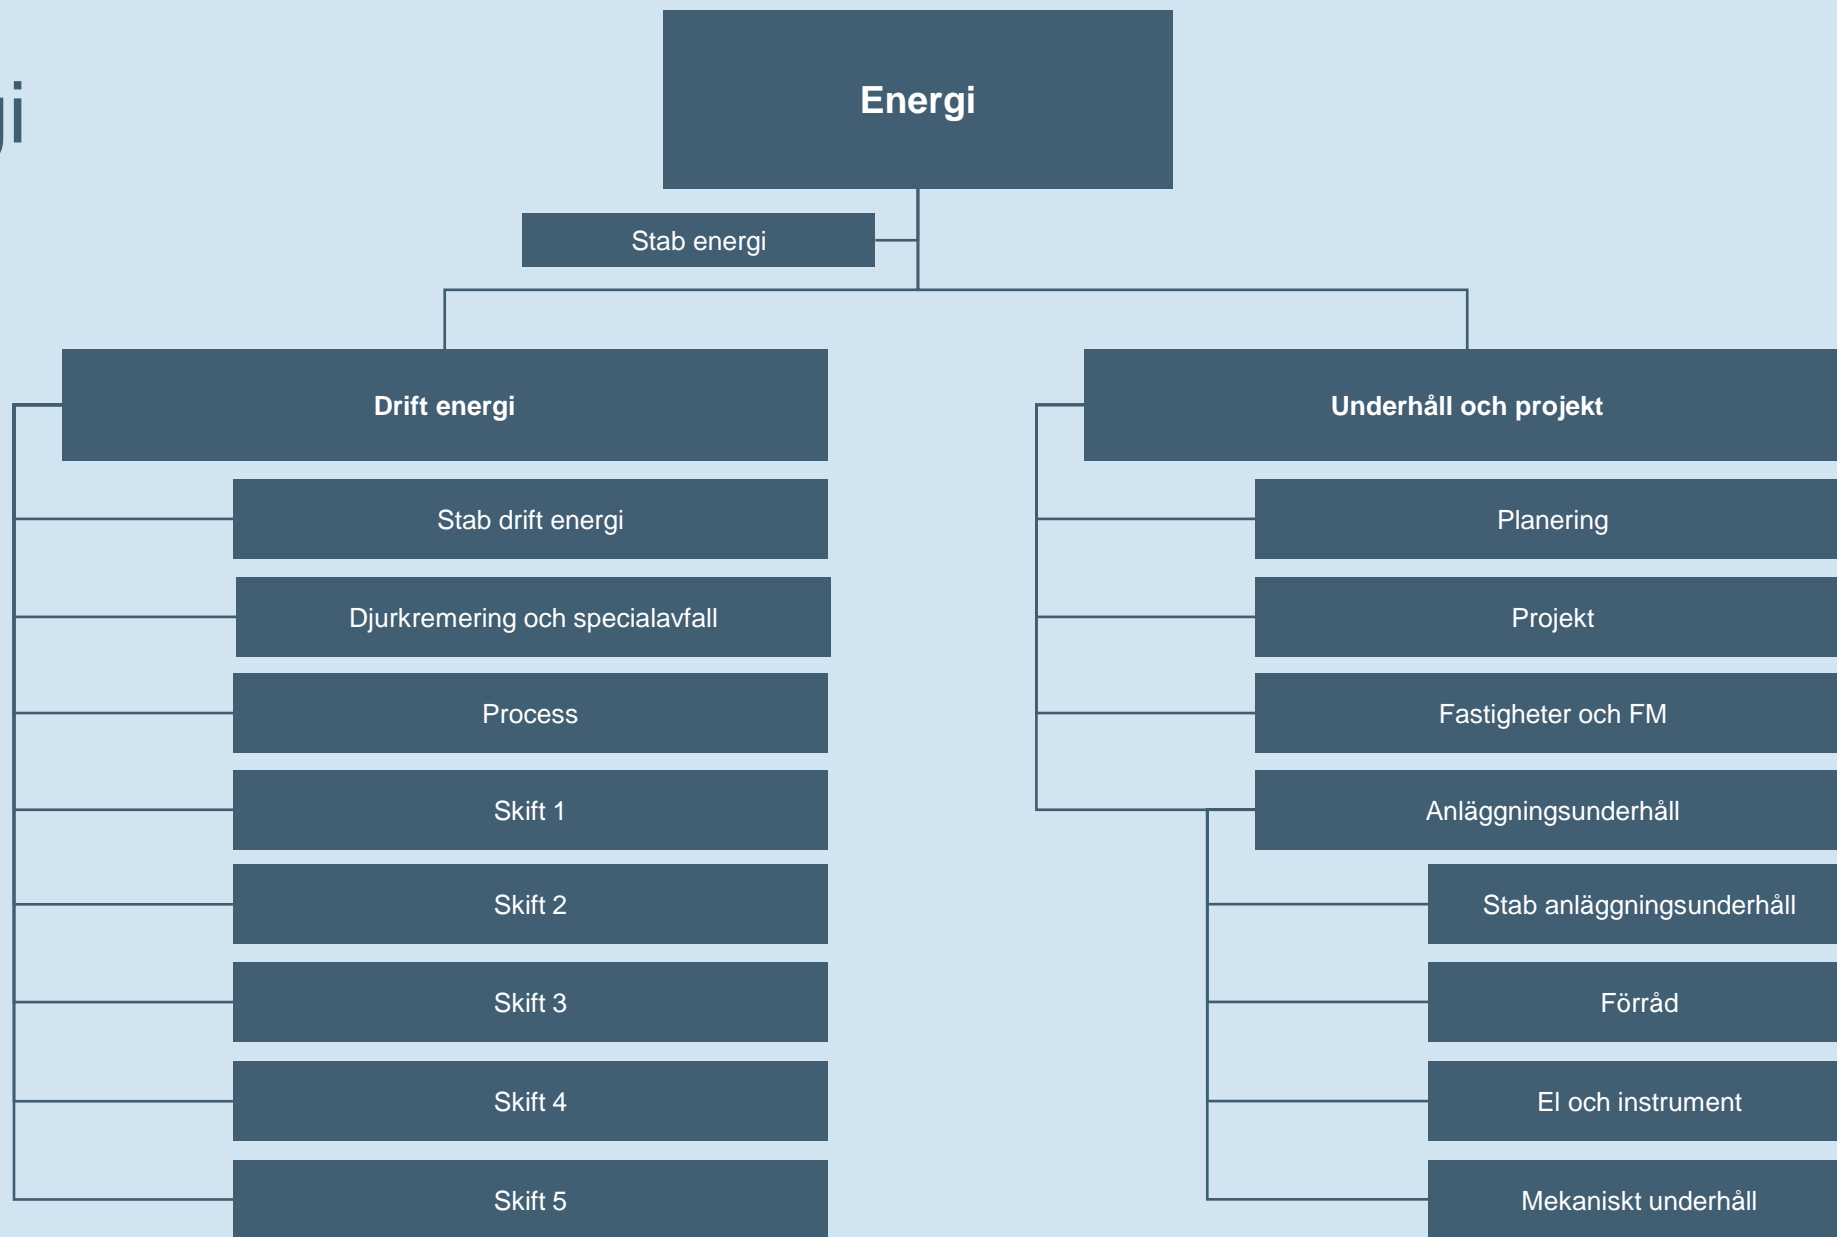 gi
Energi
Stab energi
Drift energi
Stab drift energi
Djurkremering och specialavfall
Process
Skift 1
Skift 2
Skift 3
Skift 4
Skift 5
Underhåll och projekt
Planering
Projekt
Fastigheter och FM
Anläggningsunderhåll
Stab anläggningsunderhåll
Förråd
El och instrument
Mekaniskt underhåll